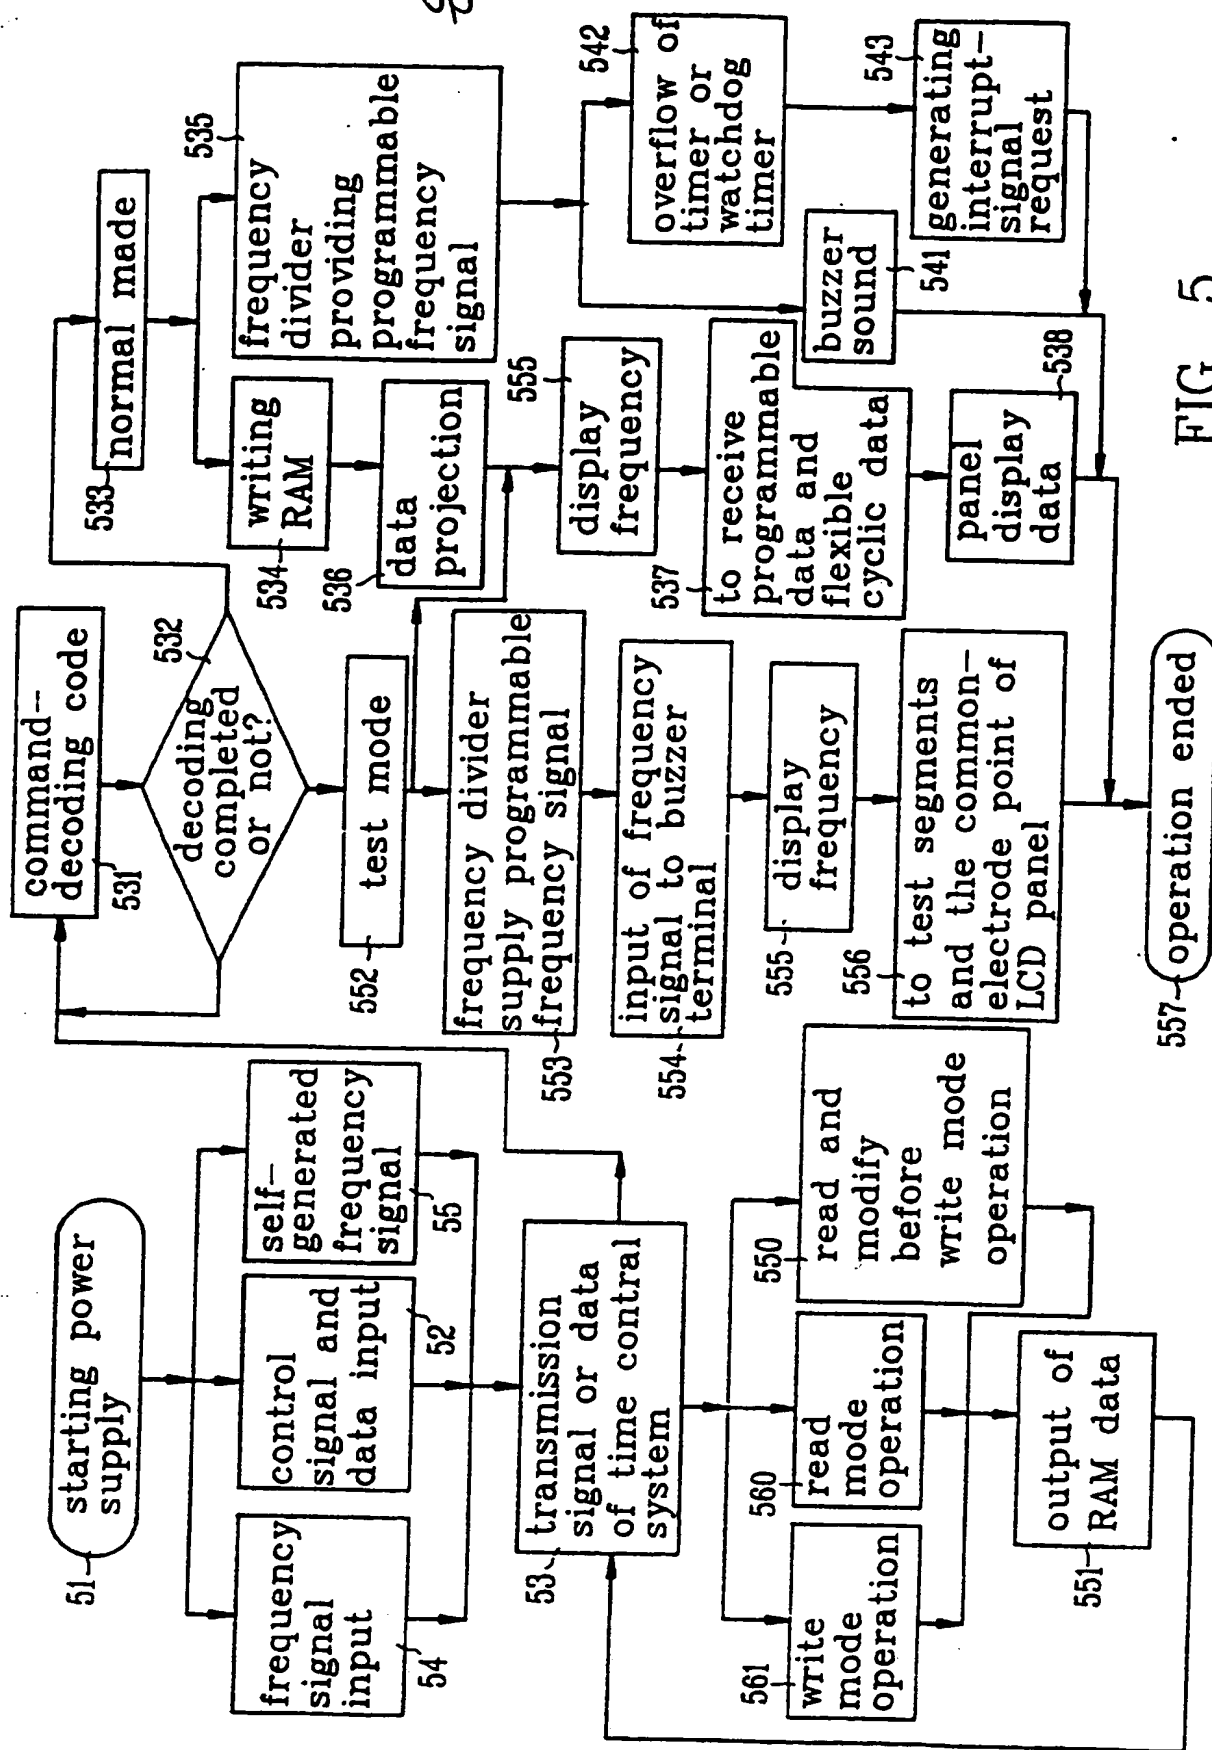 51
starting power
supply
frequency
signal
input
54
control
signal and
data input
52
self-
generated
frequency
signal
55
53
transmission
signal or data
of time contral
system
561
write
mode
operation
560
read
mode
operation
550
read and
modify
before
write mode
operation
551
output of
RAM data
command-
decoding code
531
decoding
completed
or not?
532
552
test mode
553
frequency divider
supply programmable
frequency signal
554
input of frequency
signal to buzzer
terminal
555
display
frequency
556
to test segments
and the common-
electrode point of
LCD panel
557
operation ended
533
normal made
534
writing
RAM
535
frequency
divider
providing
programmable
frequency
signal
536
data
projection
555
display
frequency
537
to receive
programmable
data and
flexible
cyclic data
panel
display
data
538
buzzer
sound
541
542
overflow of
timer or
watchdog
timer
543
generating
interrupt-
signal
request
FIG. 5